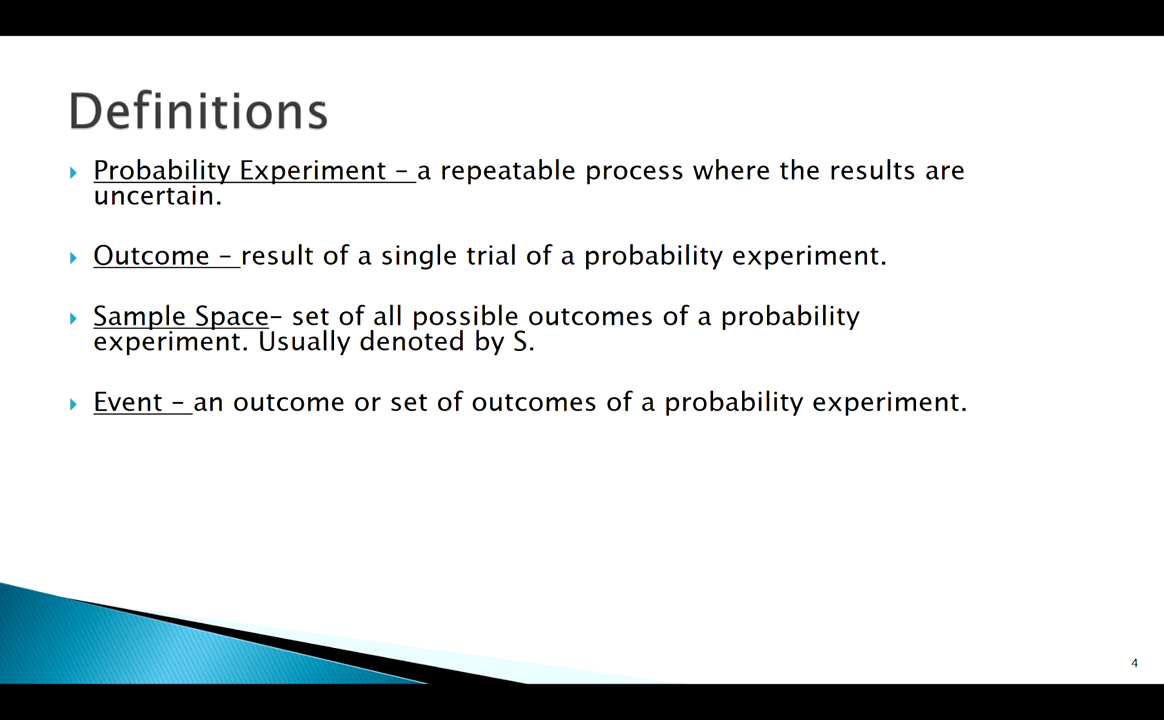 Definitions
Probability Experiment – a repeatable process where the results are
uncertain.
Outcome – result of a single trial of a probability experiment.
Sample Space– set of all possible outcomes of a probability
experiment. Usually denoted by S.
Event – an outcome or set of outcomes of a probability experiment.
4